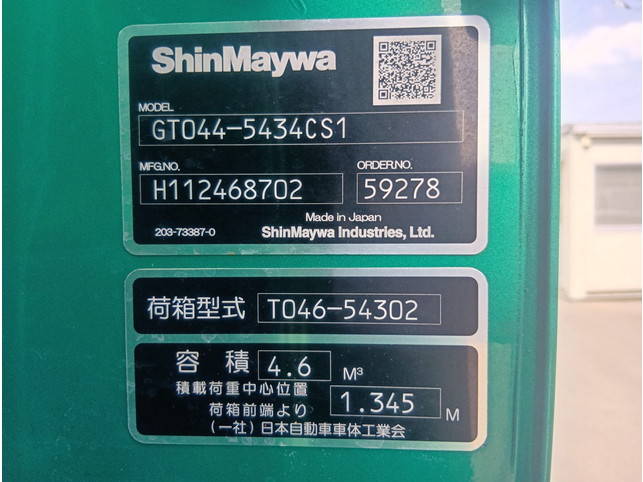 ShinMaywa
MODEL
GT044-5434CS1
MFG.NO.
ORDER.NO.
H112468702
59278
Made in Japan
203-73387-0
ShinMaywa Industries, Ltd.
荷箱型式 T046-54302
容積 4.6 M³
積載荷重中心位置
荷箱前端より 1.345 M
(一社)日本自動車車体工業会